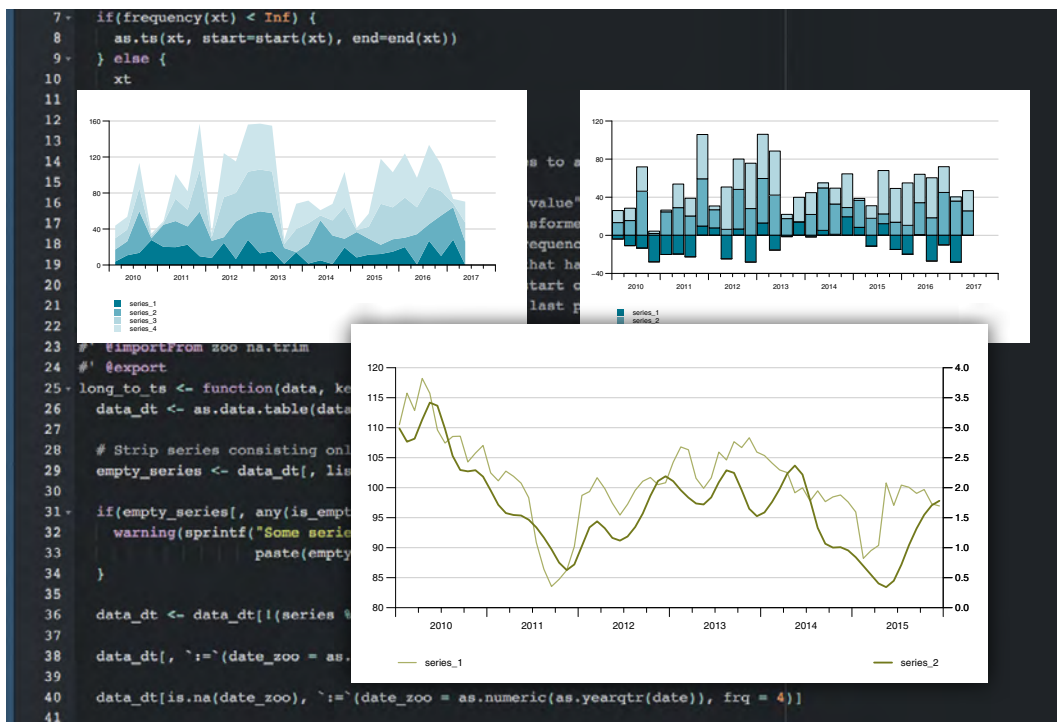 7 if(frequency(xt) < Inf) {
8 as.ts(xt, start=start(xt), end=end(xt))
9 } else {
10 xt
11
12
13
14 s to a
15
16 value"
17 sforme
18 requenc
19 that ha
20 start o
21 last p
22
23 #' @importFrom zoo na.trim
24 #' @export
25 long_to_ts <- function(data, ke
26 data_dt <- as.data.table(data
27
28 # Strip series consisting onl
29 empty_series <- data_dt[, lis
30
31 if(empty_series[, any(is_empt
32 warning(sprintf("Some serie
33 paste(empty
34 }
35
36 data_dt <- data_dt[!(series %
37
38 data_dt[, `:=`(date_zoo = as.
39
40 data_dt[is.na(date_zoo), `:=`(date_zoo = as.numeric(as.yearqtr(date)), frq = 4)]
41
160
120
80
40
0
2010 2011 2012 2013 2014 2015 2016 2017
series_1
series_2
series_3
series_4
120
80
40
0
-40
2010 2011 2012 2013 2014 2015 2016 2017
series_1
series_2
120 4.0
115 3.5
110 3.0
105 2.5
100 2.0
95 1.5
90 1.0
85 0.5
80 0.0
2010 2011 2012 2013 2014 2015
series_1 series_2